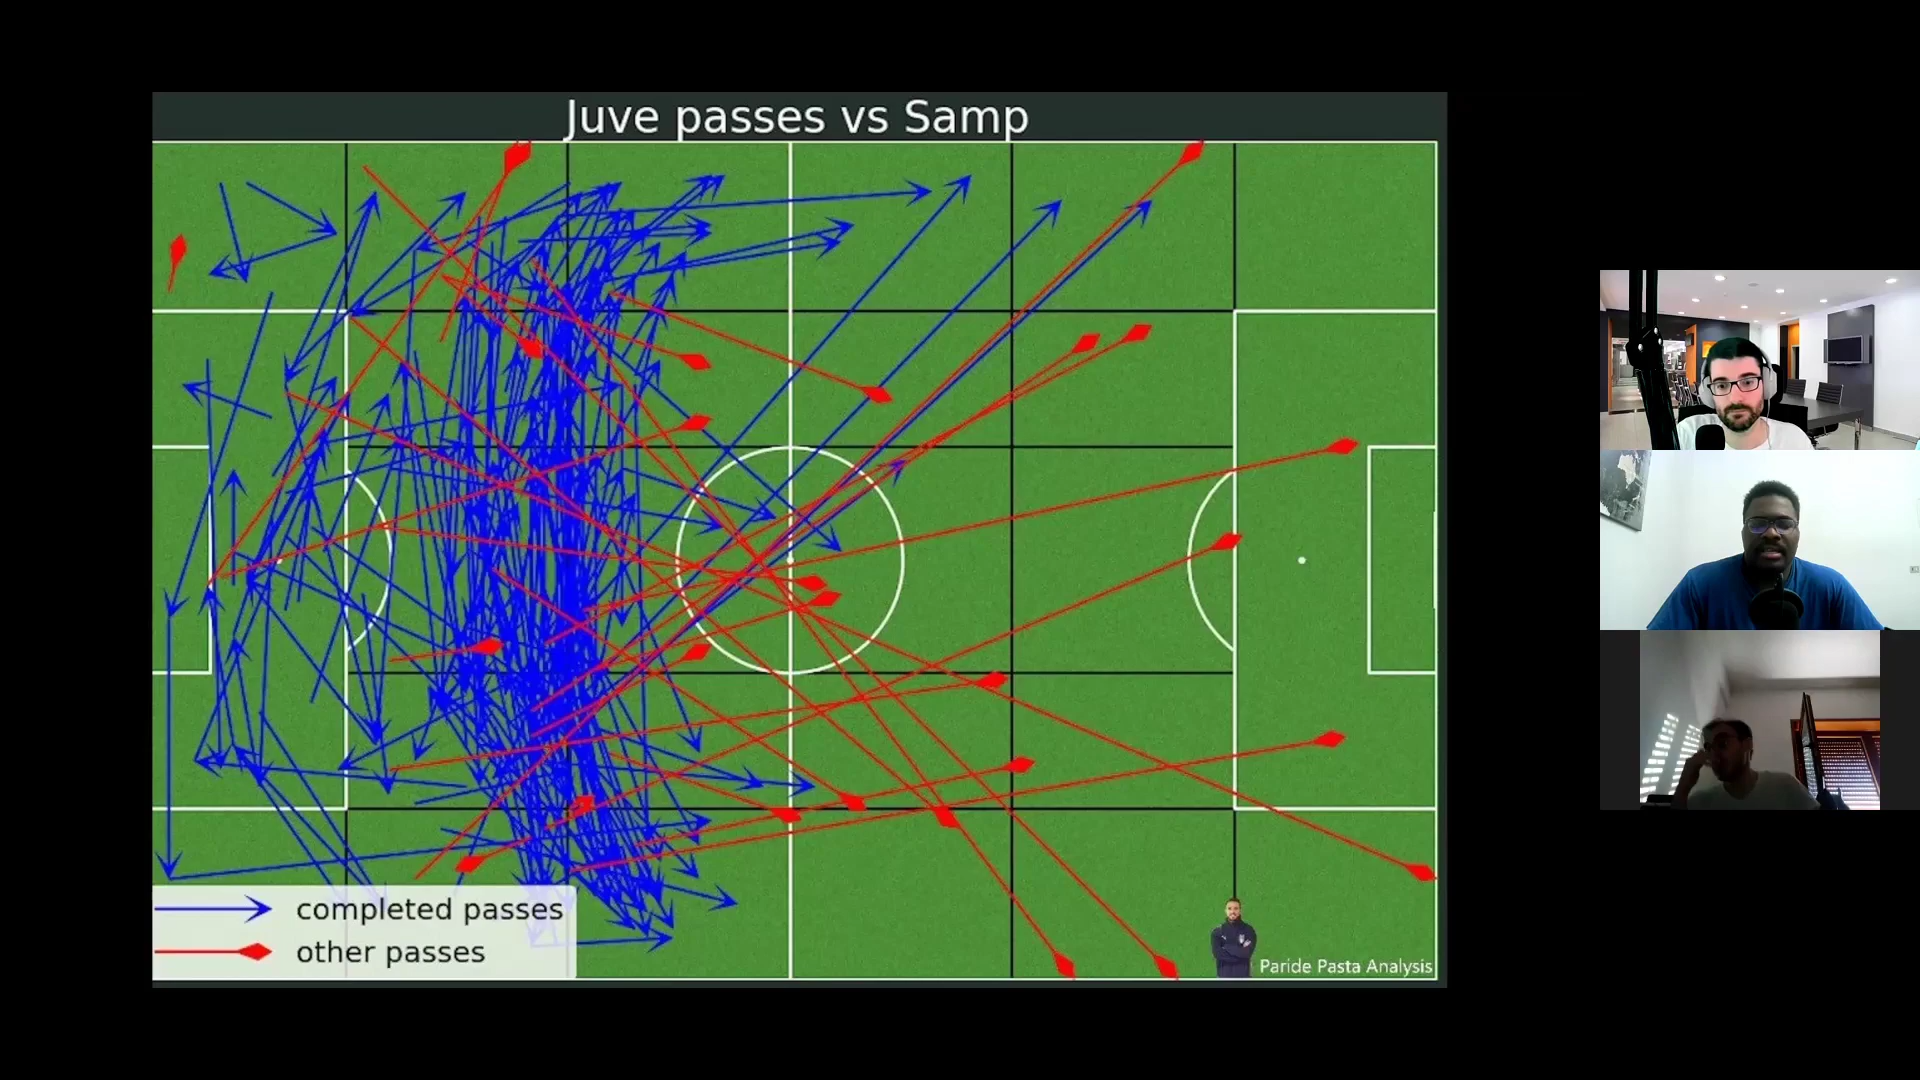 Juve passes vs Samp
completed passes
other passes
Paride Pasta Analysis